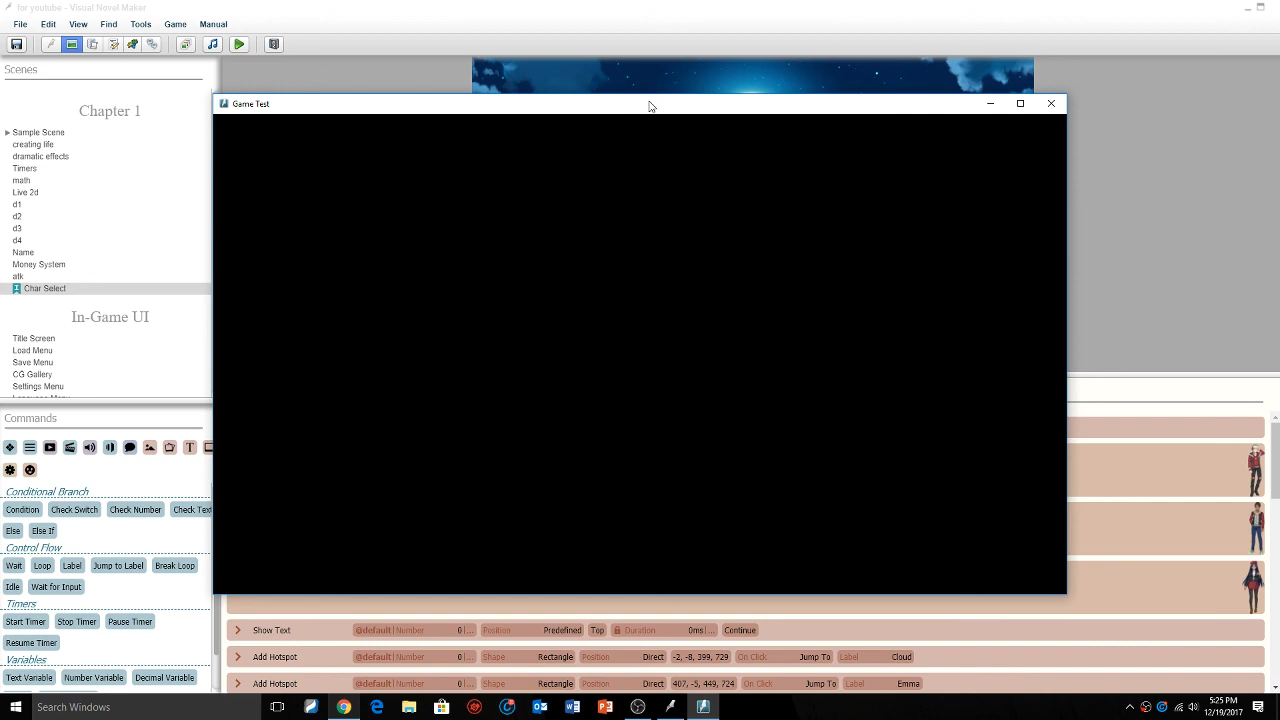 for youtube - Visual Novel Maker
File Edit View Find Tools Game Manual
Scenes
Game Test
Chapter 1
Sample Scene
creating life
dramatic effects
Timers
math
Live 2d
d1
d2
d3
d4
Name
Money System
atk
Char Select
In-Game UI
Title Screen
Load Menu
Save Menu
CG Gallery
Settings Menu
Commands
Conditional Branch
Condition Check Switch Check Number Check Text
Else Else If
Control Flow
Wait Loop Label Jump to Label Break Loop
Idle Wait for Input
Timers
Start Timer Stop Timer Pause Timer
Resume Timer
Variables
Text Variable Number Variable Decimal Variable
Show Text @default| Number 0|... Position Predefined Top Duration 0ms|... Continue
Add Hotspot @default| Number 0|... Shape Rectangle Position Direct -2, -8, 399, 729 On Click Jump To Label Cloud
Add Hotspot @default| Number 0|... Shape Rectangle Position Direct 407, -5, 449, 724 On Click Jump To Label Emma
Search Windows
5:25 PM
12/19/2017